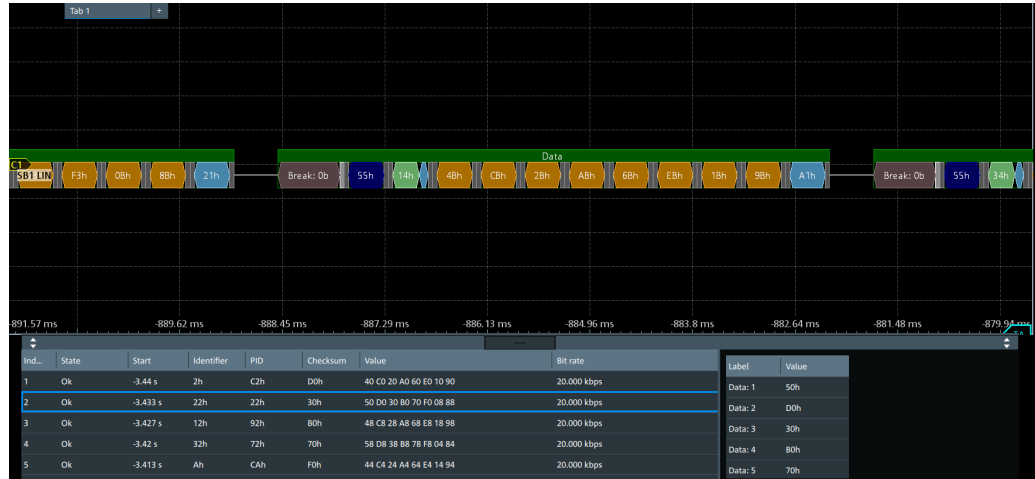 Tab 1 +
Data
C1
SB1 LIN F3h 0Bh 8Bh 21h Break: 0b 55h 14h 4Bh CBh 2Bh ABh 6Bh EBh 1Bh 9Bh A1h Break: 0b 55h 34h
-891.57 ms -889.62 ms -888.45 ms -887.29 ms -886.13 ms -884.96 ms -883.8 ms -882.64 ms -881.48 ms -879.94 ms
Ind... State Start Identifier PID Checksum Value Bit rate
1 Ok -3.44 s 2h C2h D0h 40 C0 20 A0 60 E0 10 90 20.000 kbps
2 Ok -3.433 s 22h 22h 30h 50 D0 30 B0 70 F0 08 88 20.000 kbps
3 Ok -3.427 s 12h 92h B0h 48 C8 28 A8 68 E8 18 98 20.000 kbps
4 Ok -3.42 s 32h 72h 70h 58 D8 38 B8 78 F8 04 84 20.000 kbps
5 Ok -3.413 s Ah CAh F0h 44 C4 24 A4 64 E4 14 94 20.000 kbps
Label Value
Data: 1 50h
Data: 2 D0h
Data: 3 30h
Data: 4 B0h
Data: 5 70h